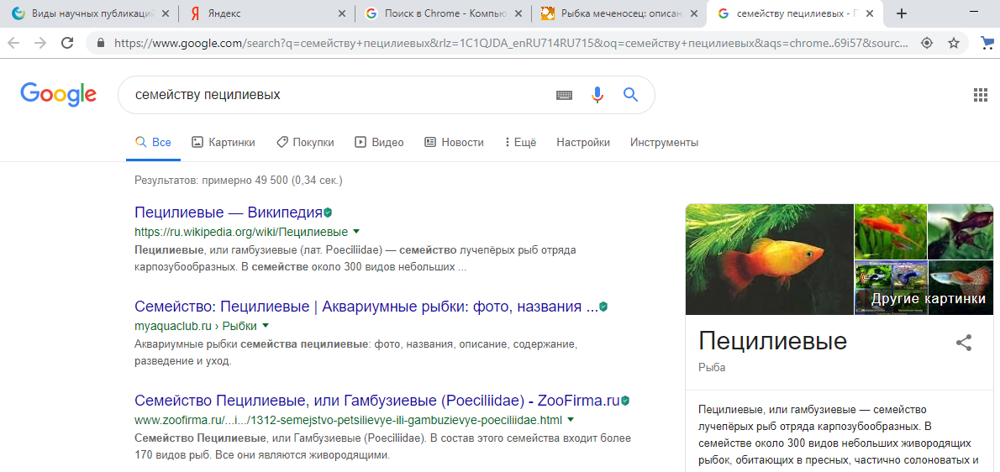 Виды научных публикаций
Яндекс
Поиск в Chrome - Компью
Рыбка меченосец: описан
семейству пецилиевых - П
https://www.google.com/search?q=семейству+пецилиевых&rlz=1C1QJDA_enRU714RU715&oq=семейству+пецилиевых&aqs=chrome..69i57&sourc...
Google
семейству пецилиевых
Все
Картинки
Покупки
Видео
Новости
Ещё
Настройки
Инструменты
Результатов: примерно 49 500 (0,34 сек.)
Пецилиевые — Википедия
https://ru.wikipedia.org/wiki/Пецилиевые
Пецилиевые, или гамбузиевые (лат. Poeciliidae) — семейство лучепёрых рыб отряда
карпозубообразных. В семействе около 300 видов небольших ...
Семейство: Пецилиевые | Аквариумные рыбки: фото, названия ...
myaquaclub.ru › Рыбки
Аквариумные рыбки семейства пецилиевые: фото, названия, описание, содержание,
разведение и уход.
Семейство Пецилиевые, или Гамбузиевые (Poeciliidae) - ZooFirma.ru
www.zoofirma.ru/...i.../1312-semejstvo-petsilievye-ili-gambuzievye-poeciliidae.html
Семейство Пецилиевые, или Гамбузиевые (Poeciliidae). В состав этого семейства входит более
170 видов рыб. Все они являются живородящими.
Другие картинки
Пецилиевые
Рыба
Пецилиевые, или гамбузиевые — семейство
лучепёрых рыб отряда карпозубообразных. В
семействе около 300 видов небольших живородящих
рыбок, обитающих в пресных, частично солоноватых и